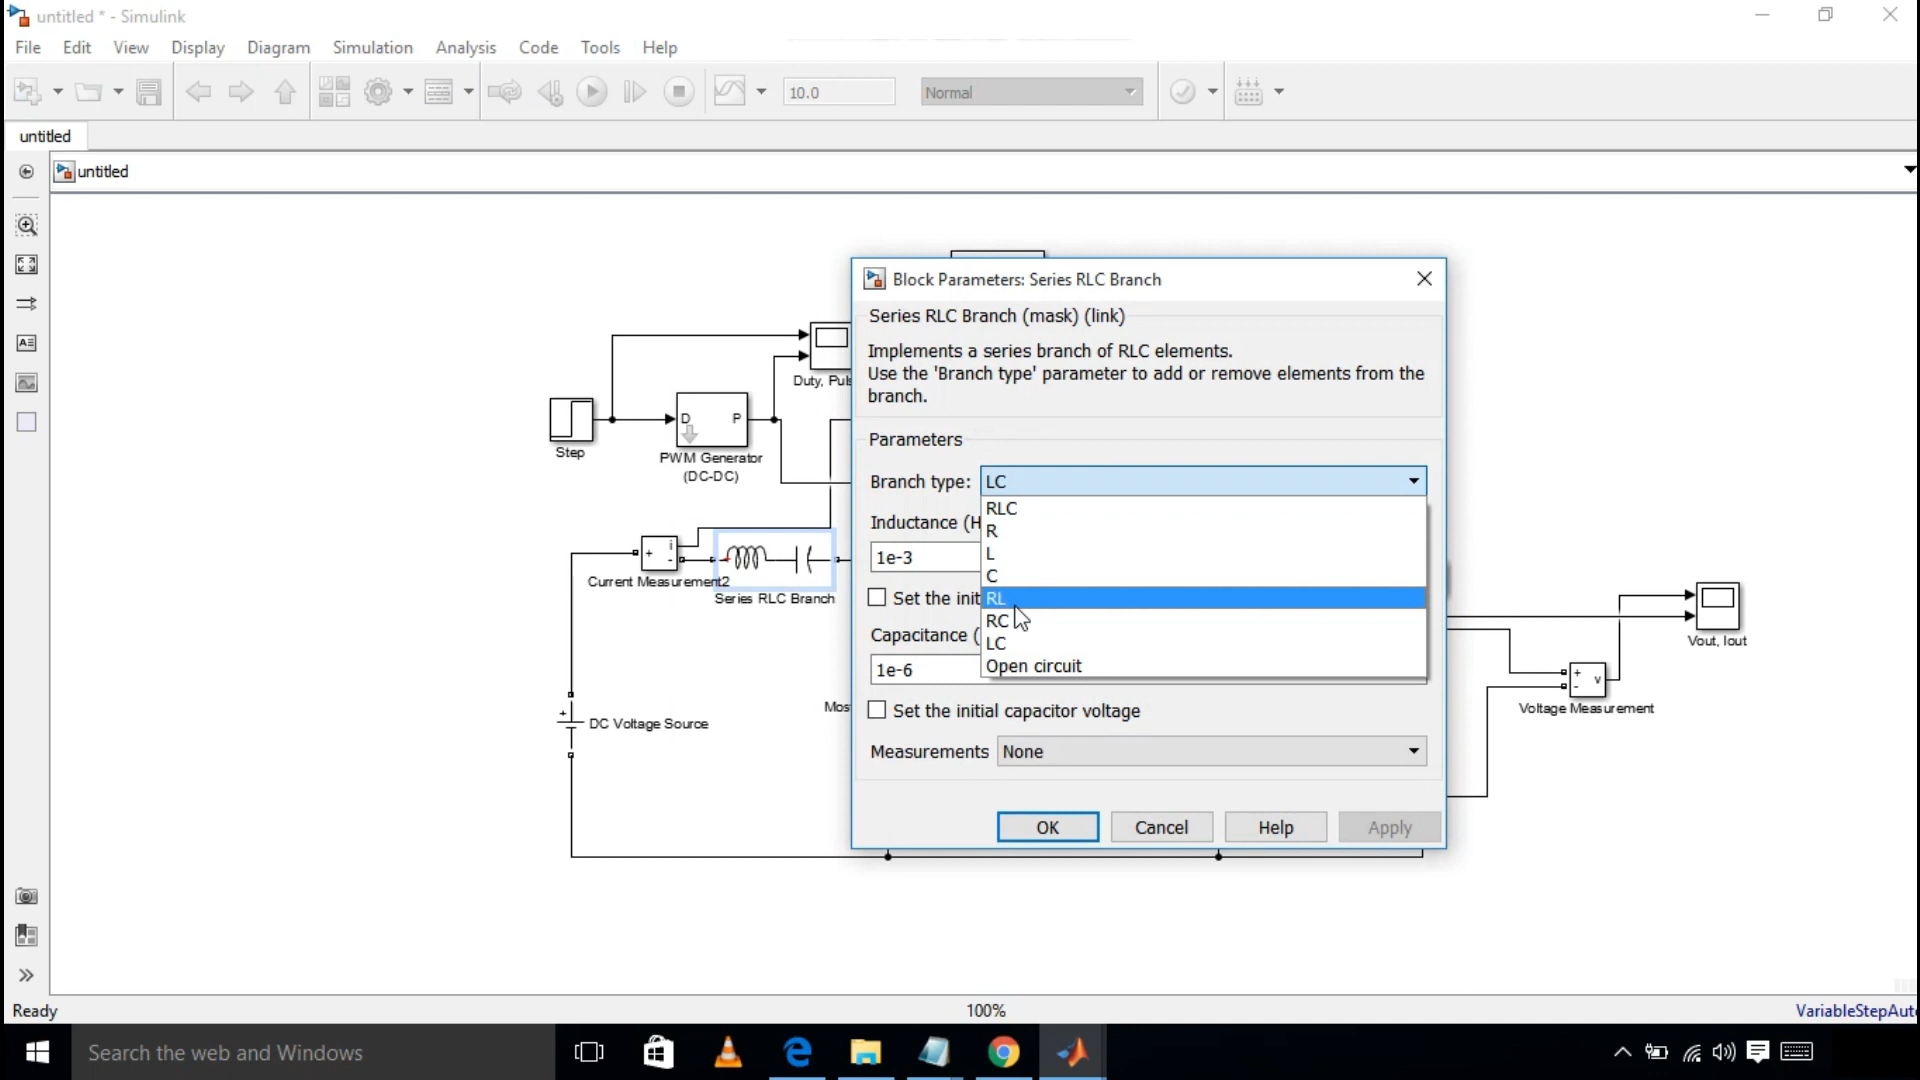 untitled * - Simulink
File Edit View Display Diagram Simulation Analysis Code Tools Help
10.0 Normal
untitled
untitled
Block Parameters: Series RLC Branch
Series RLC Branch (mask) (link)
Implements a series branch of RLC elements.
Use the 'Branch type' parameter to add or remove elements from the
branch.
Parameters
Branch type: LC
RLC
R
L
C
RL
RC
LC
Open circuit
Inductance (H
1e-3
Set the init
Capacitance (
1e-6
Set the initial capacitor voltage
Measurements None
OK Cancel Help Apply
Duty, Puls
Step
D P
PWM Generator
(DC-DC)
+ i
-
Current Measurement2
Series RLC Branch
+
DC Voltage Source
Mos
Vout, Iout
+ v
-
Voltage Measurement
Ready 100% VariableStepAuto
Search the web and Windows